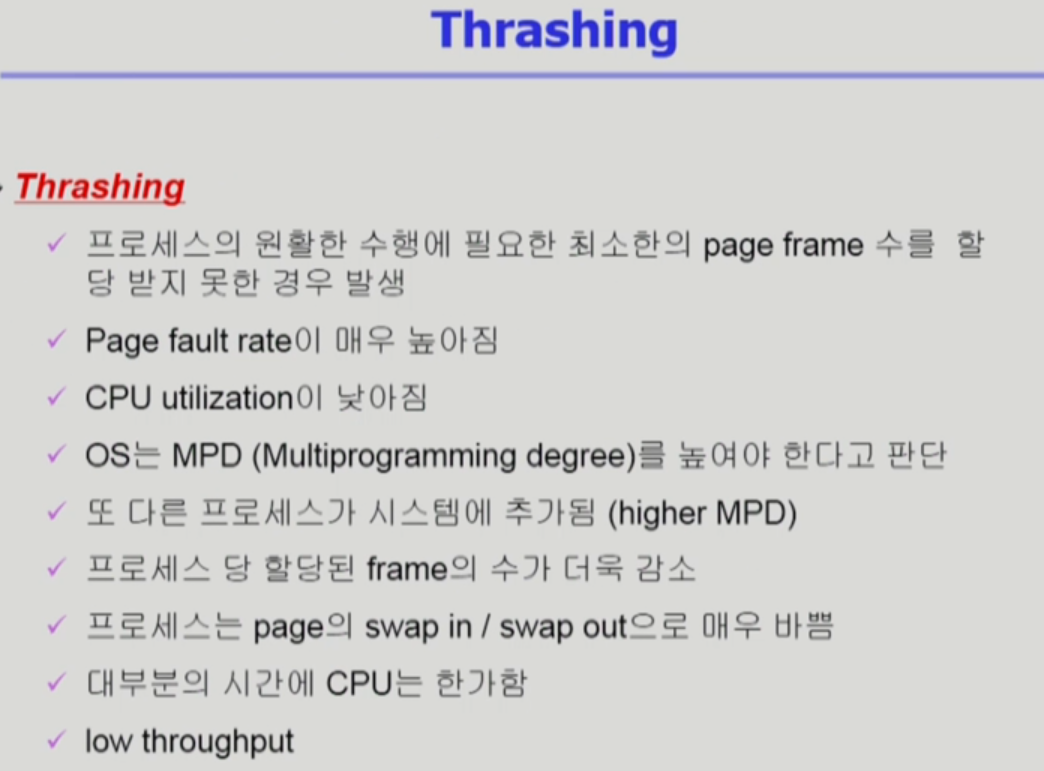 Thrashing
Thrashing
✓ 프로세스의 원활한 수행에 필요한 최소한의 page frame 수를 할
당 받지 못한 경우 발생
✓ Page fault rate이 매우 높아짐
✓ CPU utilization이 낮아짐
✓ OS는 MPD (Multiprogramming degree)를 높여야 한다고 판단
✓ 또 다른 프로세스가 시스템에 추가됨 (higher MPD)
✓ 프로세스 당 할당된 frame의 수가 더욱 감소
✓ 프로세스는 page의 swap in / swap out으로 매우 바쁨
✓ 대부분의 시간에 CPU는 한가함
✓ low throughput